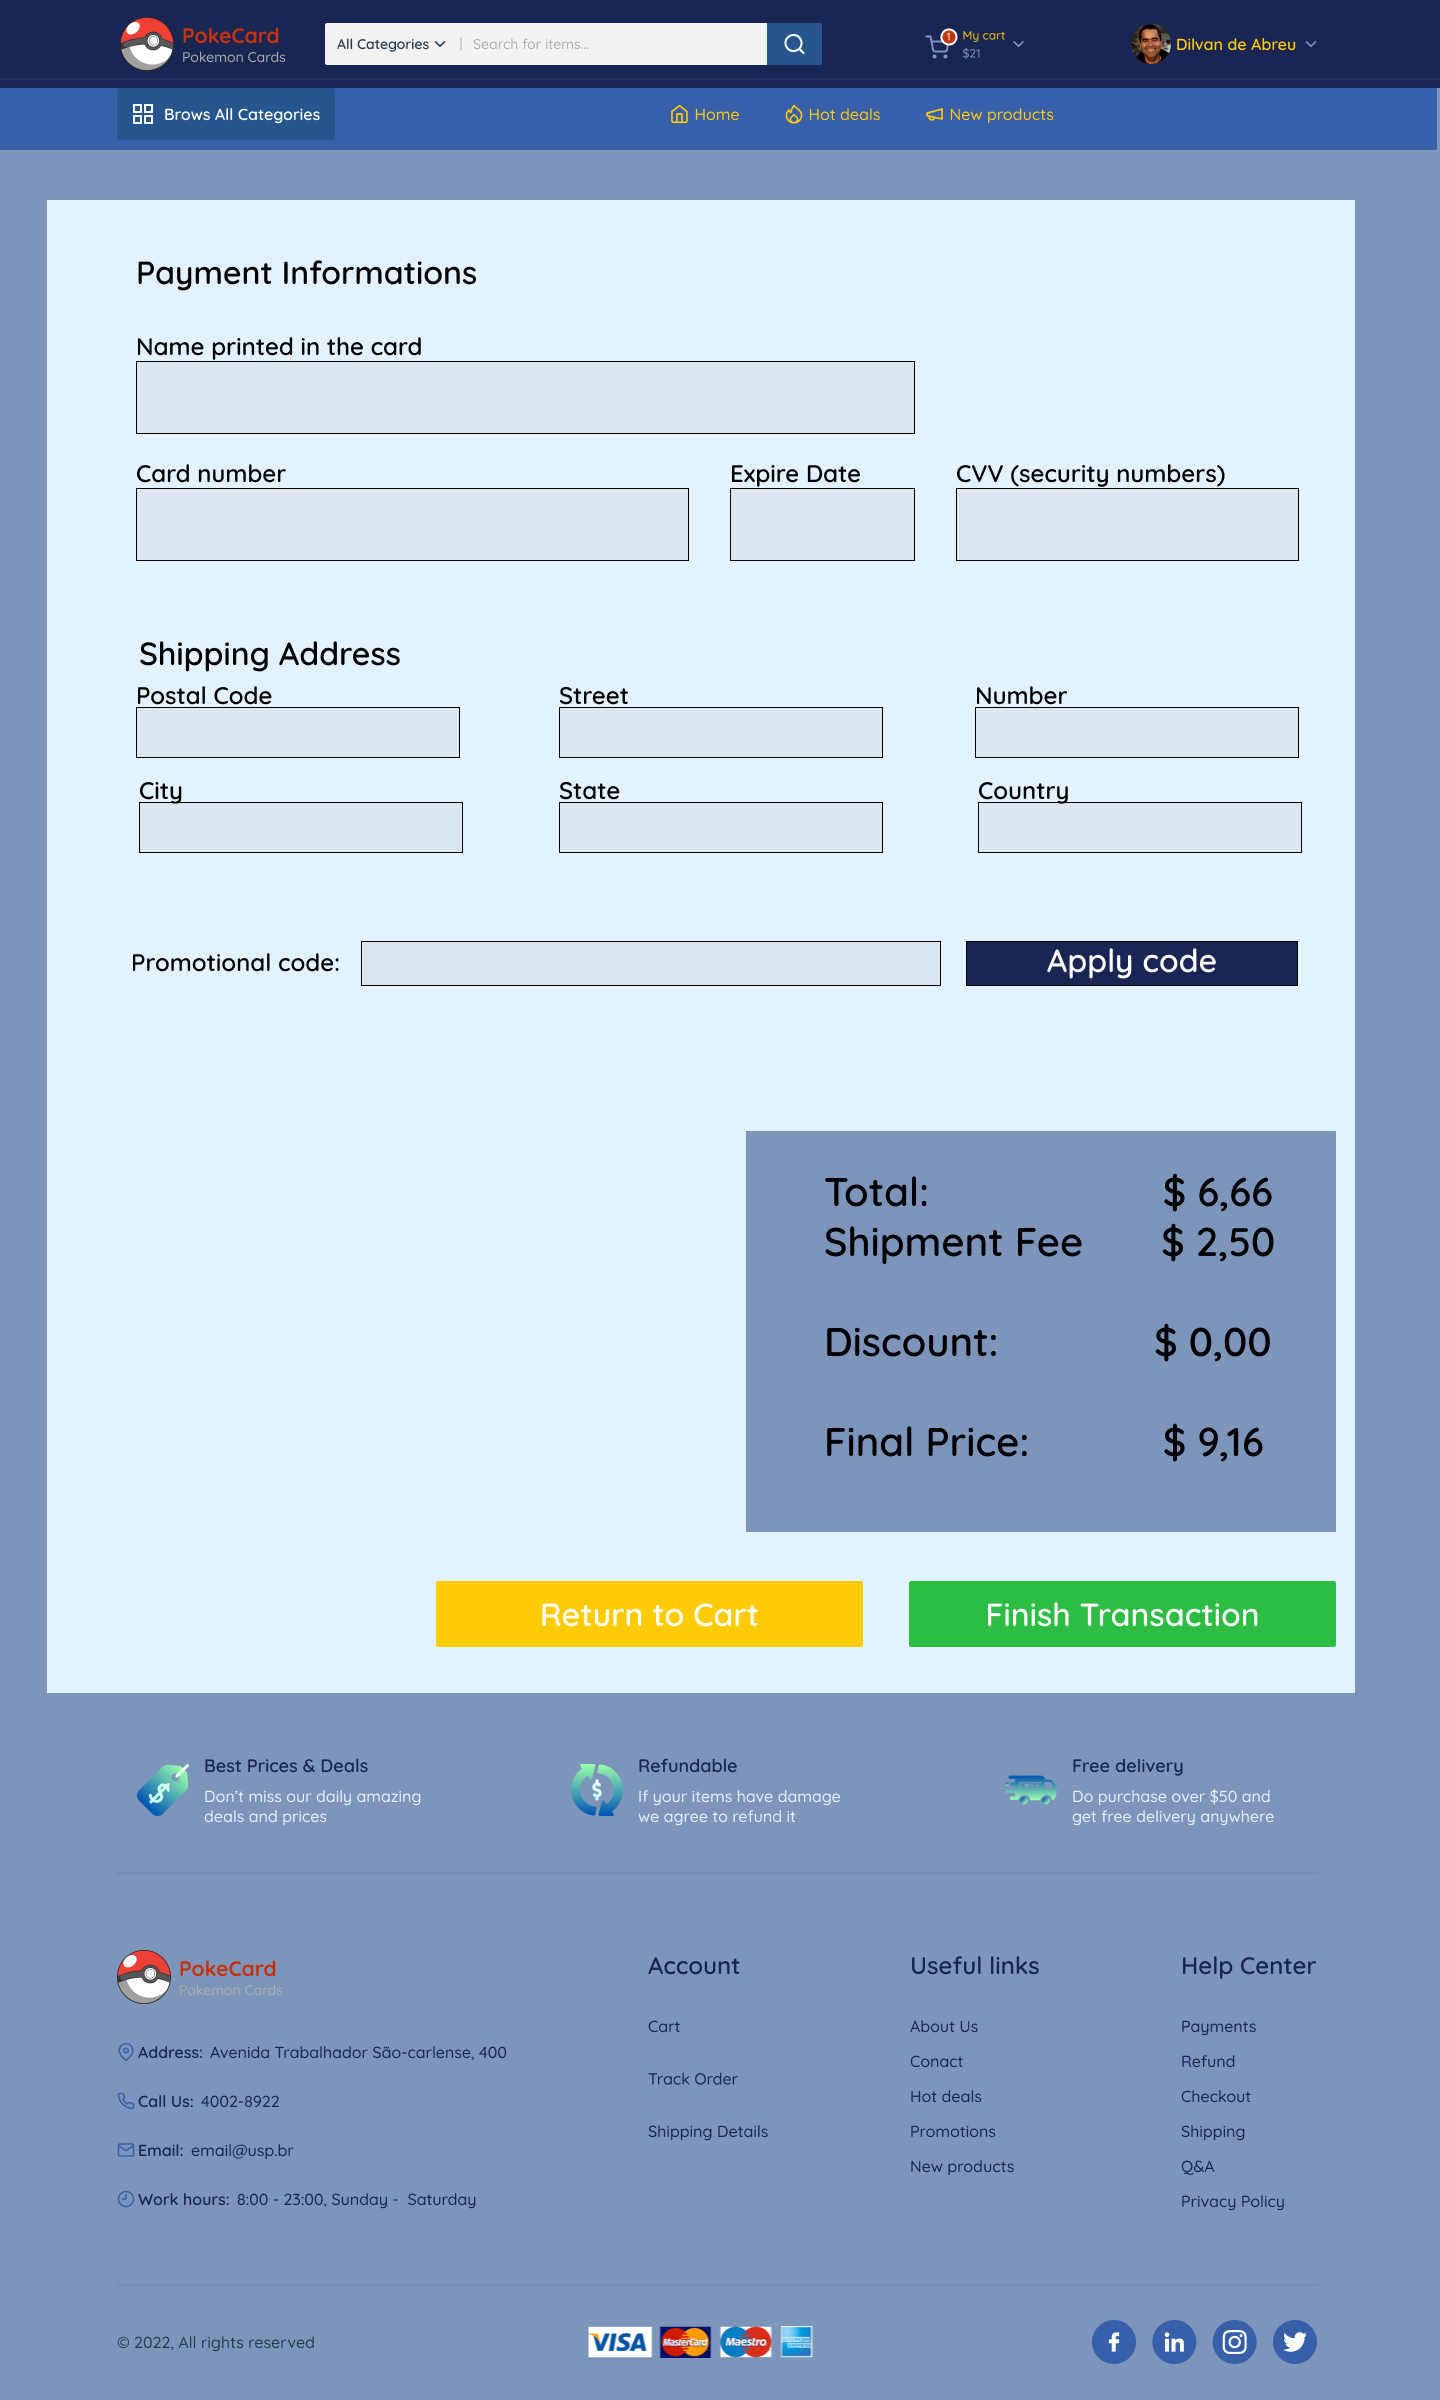 PokeCard
Pokemon Cards
All Categories
Search for items...
1
My cart
$21
Dilvan de Abreu
Brows All Categories
Home
Hot deals
New products
Payment Informations
Name printed in the card
Card number
Expire Date
CVV (security numbers)
Shipping Address
Postal Code
Street
Number
City
State
Country
Promotional code:
Apply code
Total: $ 6,66
Shipment Fee $ 2,50
Discount: $ 0,00
Final Price: $ 9,16
Return to Cart
Finish Transaction
Best Prices & Deals
Don't miss our daily amazing
deals and prices
Refundable
If your items have damage
we agree to refund it
FREE
Free delivery
Do purchase over $50 and
get free delivery anywhere
PokeCard
Pokemon Cards
Address: Avenida Trabalhador São-carlense, 400
Call Us: 4002-8922
Email: email@usp.br
Work hours: 8:00 - 23:00, Sunday - Saturday
Account
Cart
Track Order
Shipping Details
Useful links
About Us
Conact
Hot deals
Promotions
New products
Help Center
Payments
Refund
Checkout
Shipping
Q&A
Privacy Policy
© 2022, All rights reserved
VISA
MasterCard
Maestro
AMERICAN EXPRESS